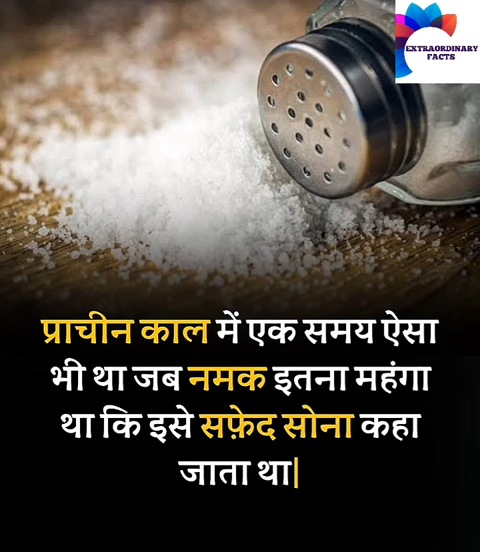 EXTRAORDINARY
FACTS
प्राचीन काल में एक समय ऐसा
भी था जब नमक इतना महंगा
था कि इसे सफ़ेद सोना कहा
जाता था|